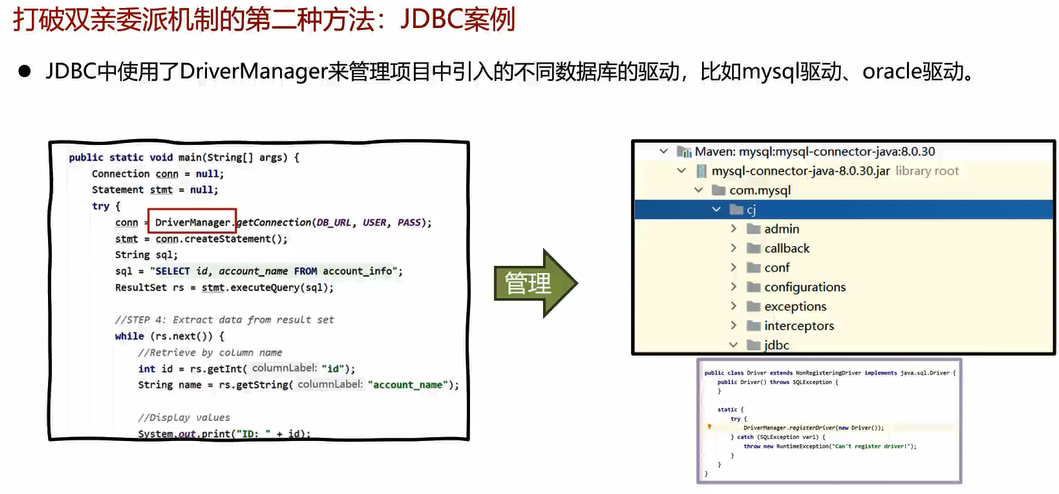 打破双亲委派机制的第二种方法：JDBC案例
● JDBC中使用了DriverManager来管理项目中引入的不同数据库的驱动，比如mysql驱动、oracle驱动。
public static void main(String[] args) {
Connection conn = null;
Statement stmt = null;
try {
conn = DriverManager.getConnection(DB_URL, USER, PASS);
stmt = conn.createStatement();
String sql;
sql = "SELECT id, account_name FROM account_info";
ResultSet rs = stmt.executeQuery(sql);
//STEP 4: Extract data from result set
while (rs.next()) {
//Retrieve by column name
int id = rs.getInt( columnLabel: "id");
String name = rs.getString( columnLabel: "account_name");
//Display values
System.out.print("ID: " + id);
管理
Maven: mysql:mysql-connector-java:8.0.30
mysql-connector-java-8.0.30.jar library root
com.mysql
cj
admin
callback
conf
configurations
exceptions
interceptors
jdbc
public class Driver extends NonRegisteringDriver implements java.sql.Driver {
public Driver() throws SQLException {
}
static {
try {
DriverManager.registerDriver(new Driver());
} catch (SQLException var1) {
throw new RuntimeException("Can't register driver!");
}
}
}